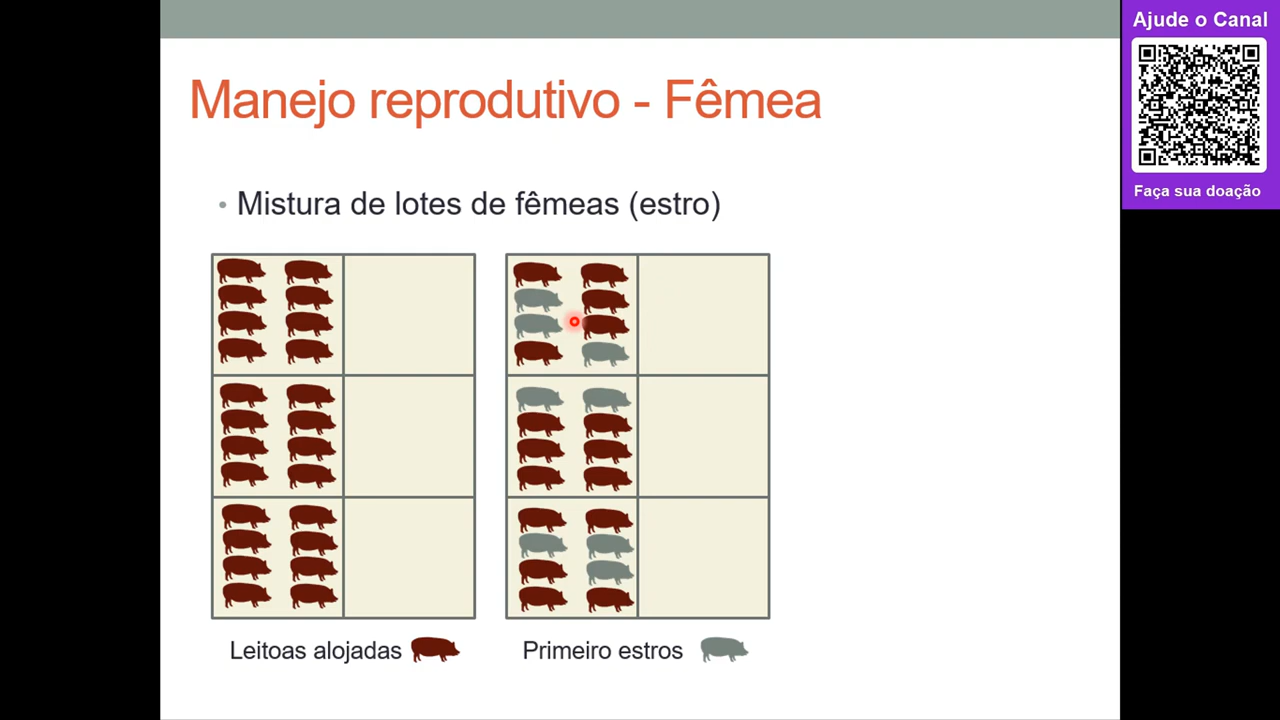 Manejo reprodutivo - Fêmea
• Mistura de lotes de fêmeas (estro)
Leitoas alojadas
Primeiro estros
Ajude o Canal
Faça sua doação